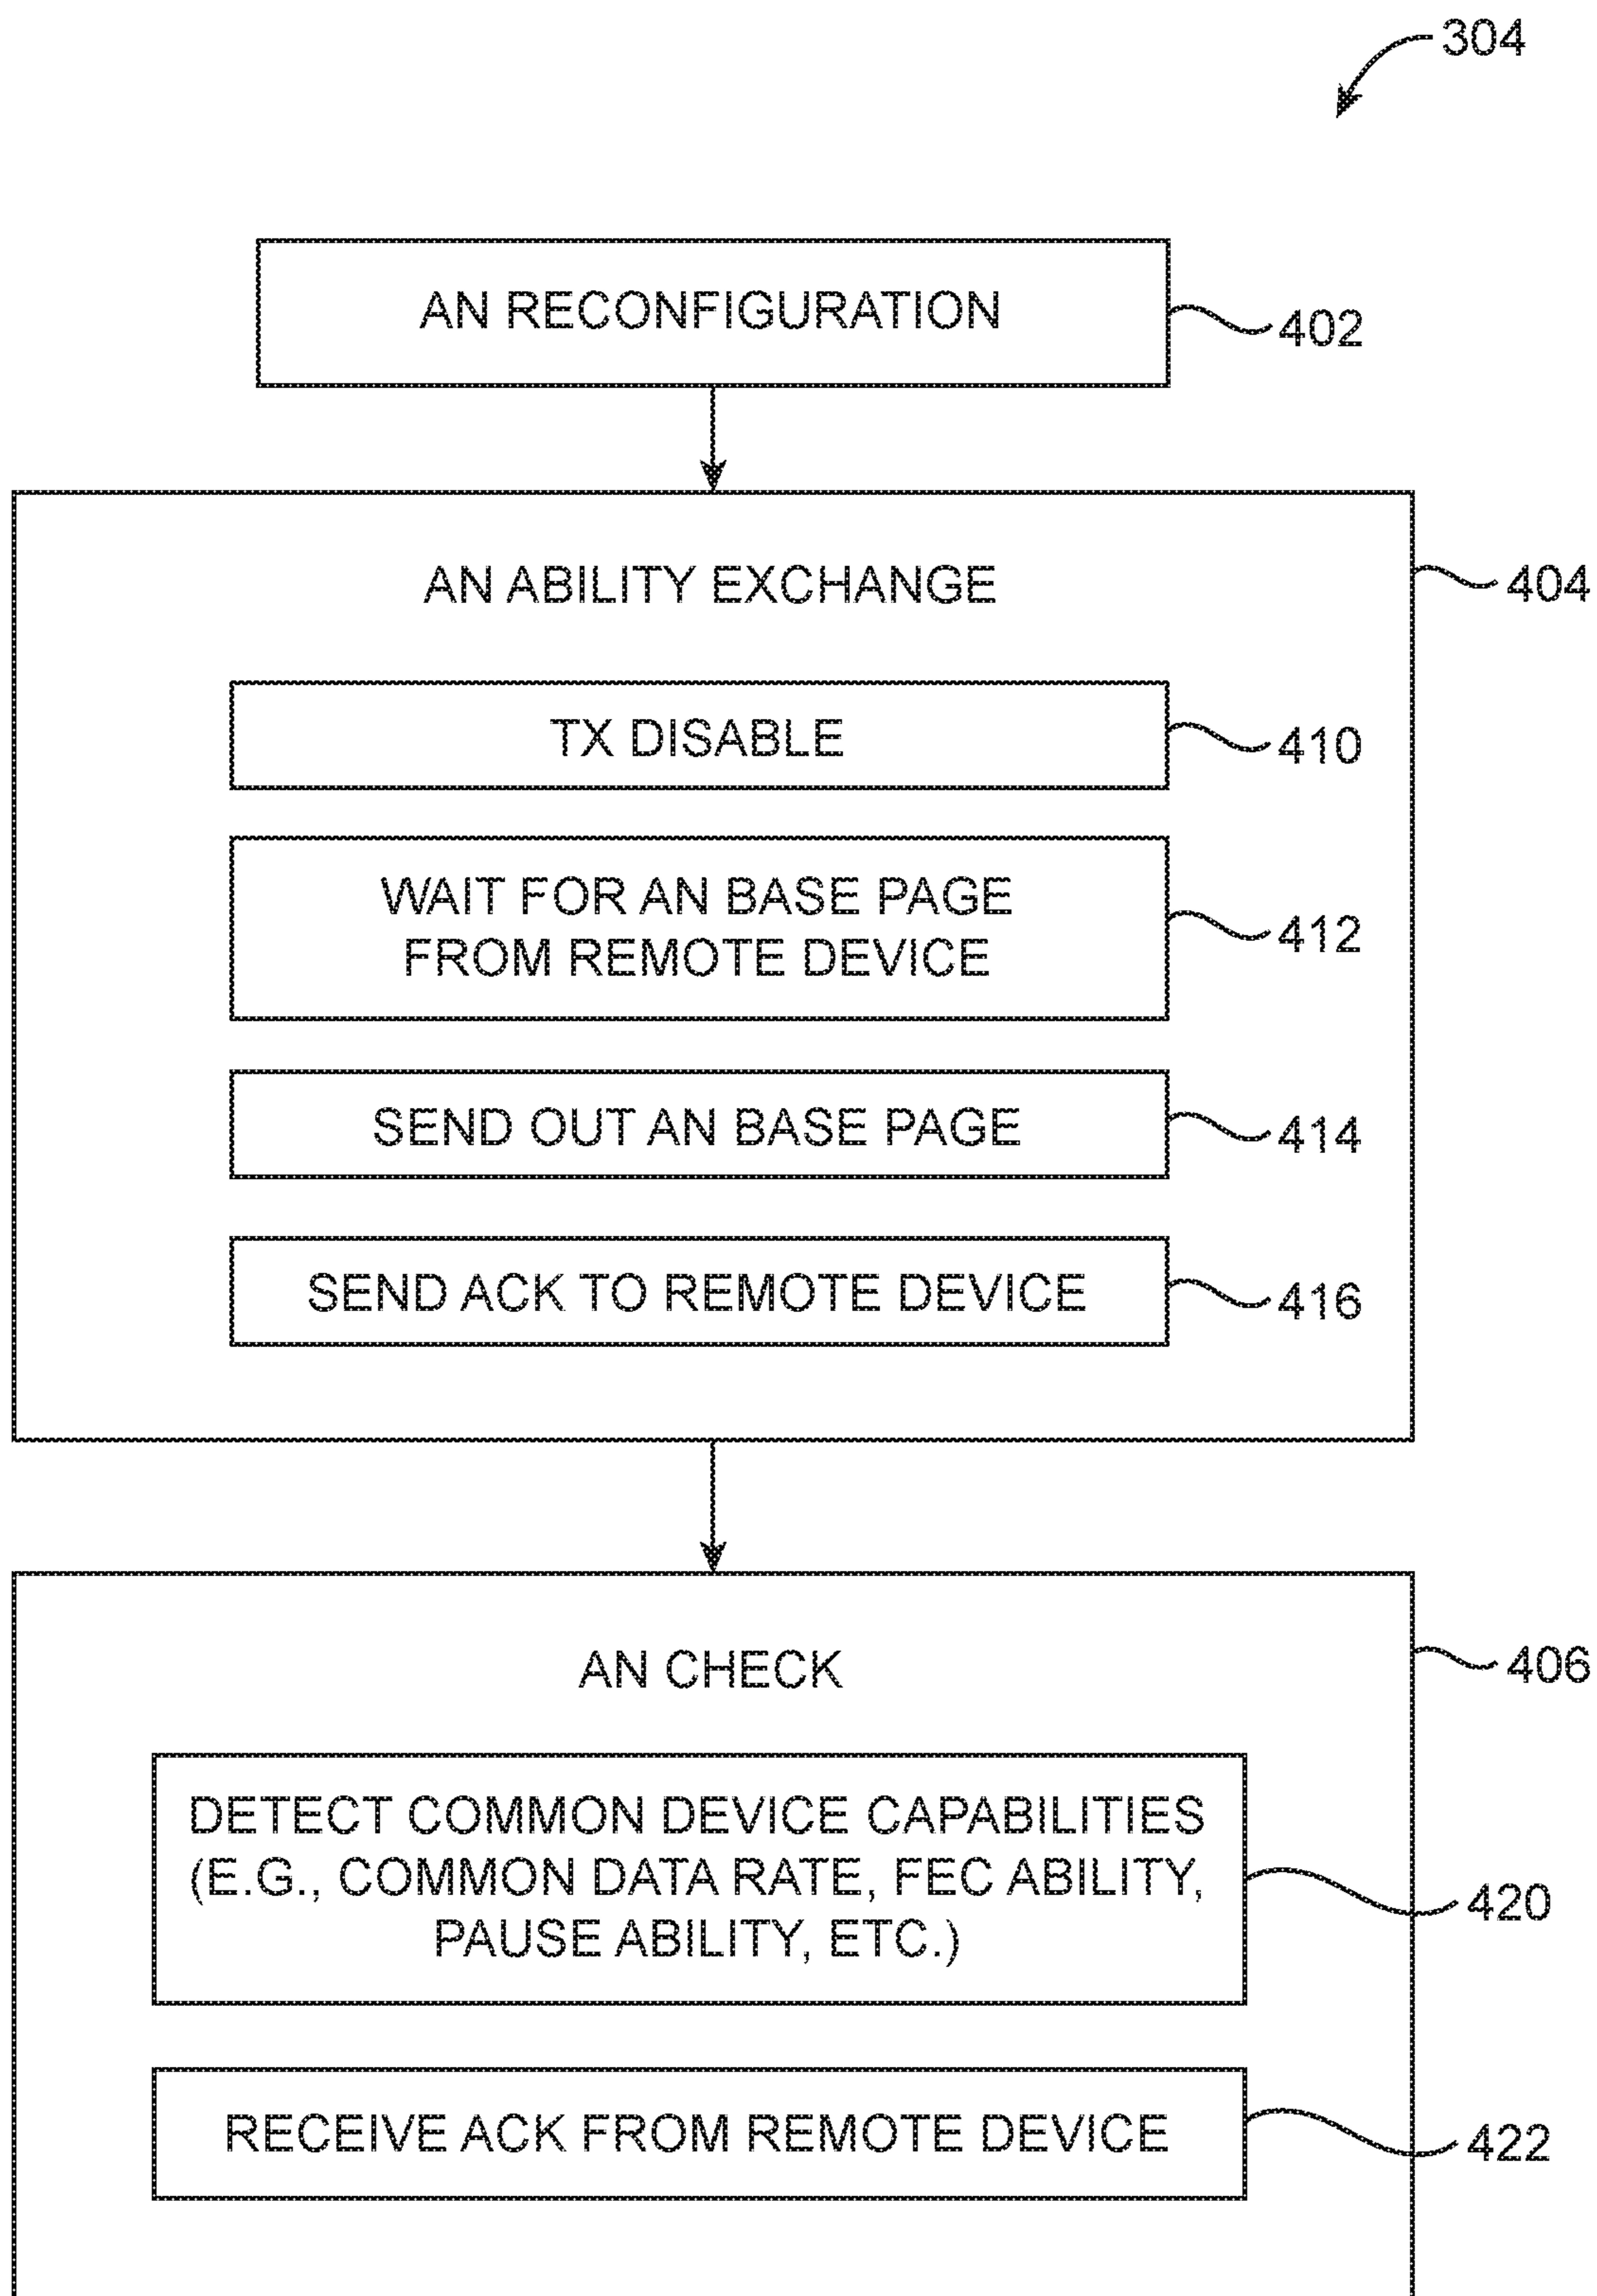 304
AN RECONFIGURATION
402
AN ABILITY EXCHANGE
404
TX DISABLE
410
WAIT FOR AN BASE PAGE
FROM REMOTE DEVICE
412
SEND OUT AN BASE PAGE
414
SEND ACK TO REMOTE DEVICE
416
AN CHECK
406
DETECT COMMON DEVICE CAPABILITIES
(E.G., COMMON DATA RATE, FEC ABILITY,
PAUSE ABILITY, ETC.)
420
RECEIVE ACK FROM REMOTE DEVICE
422